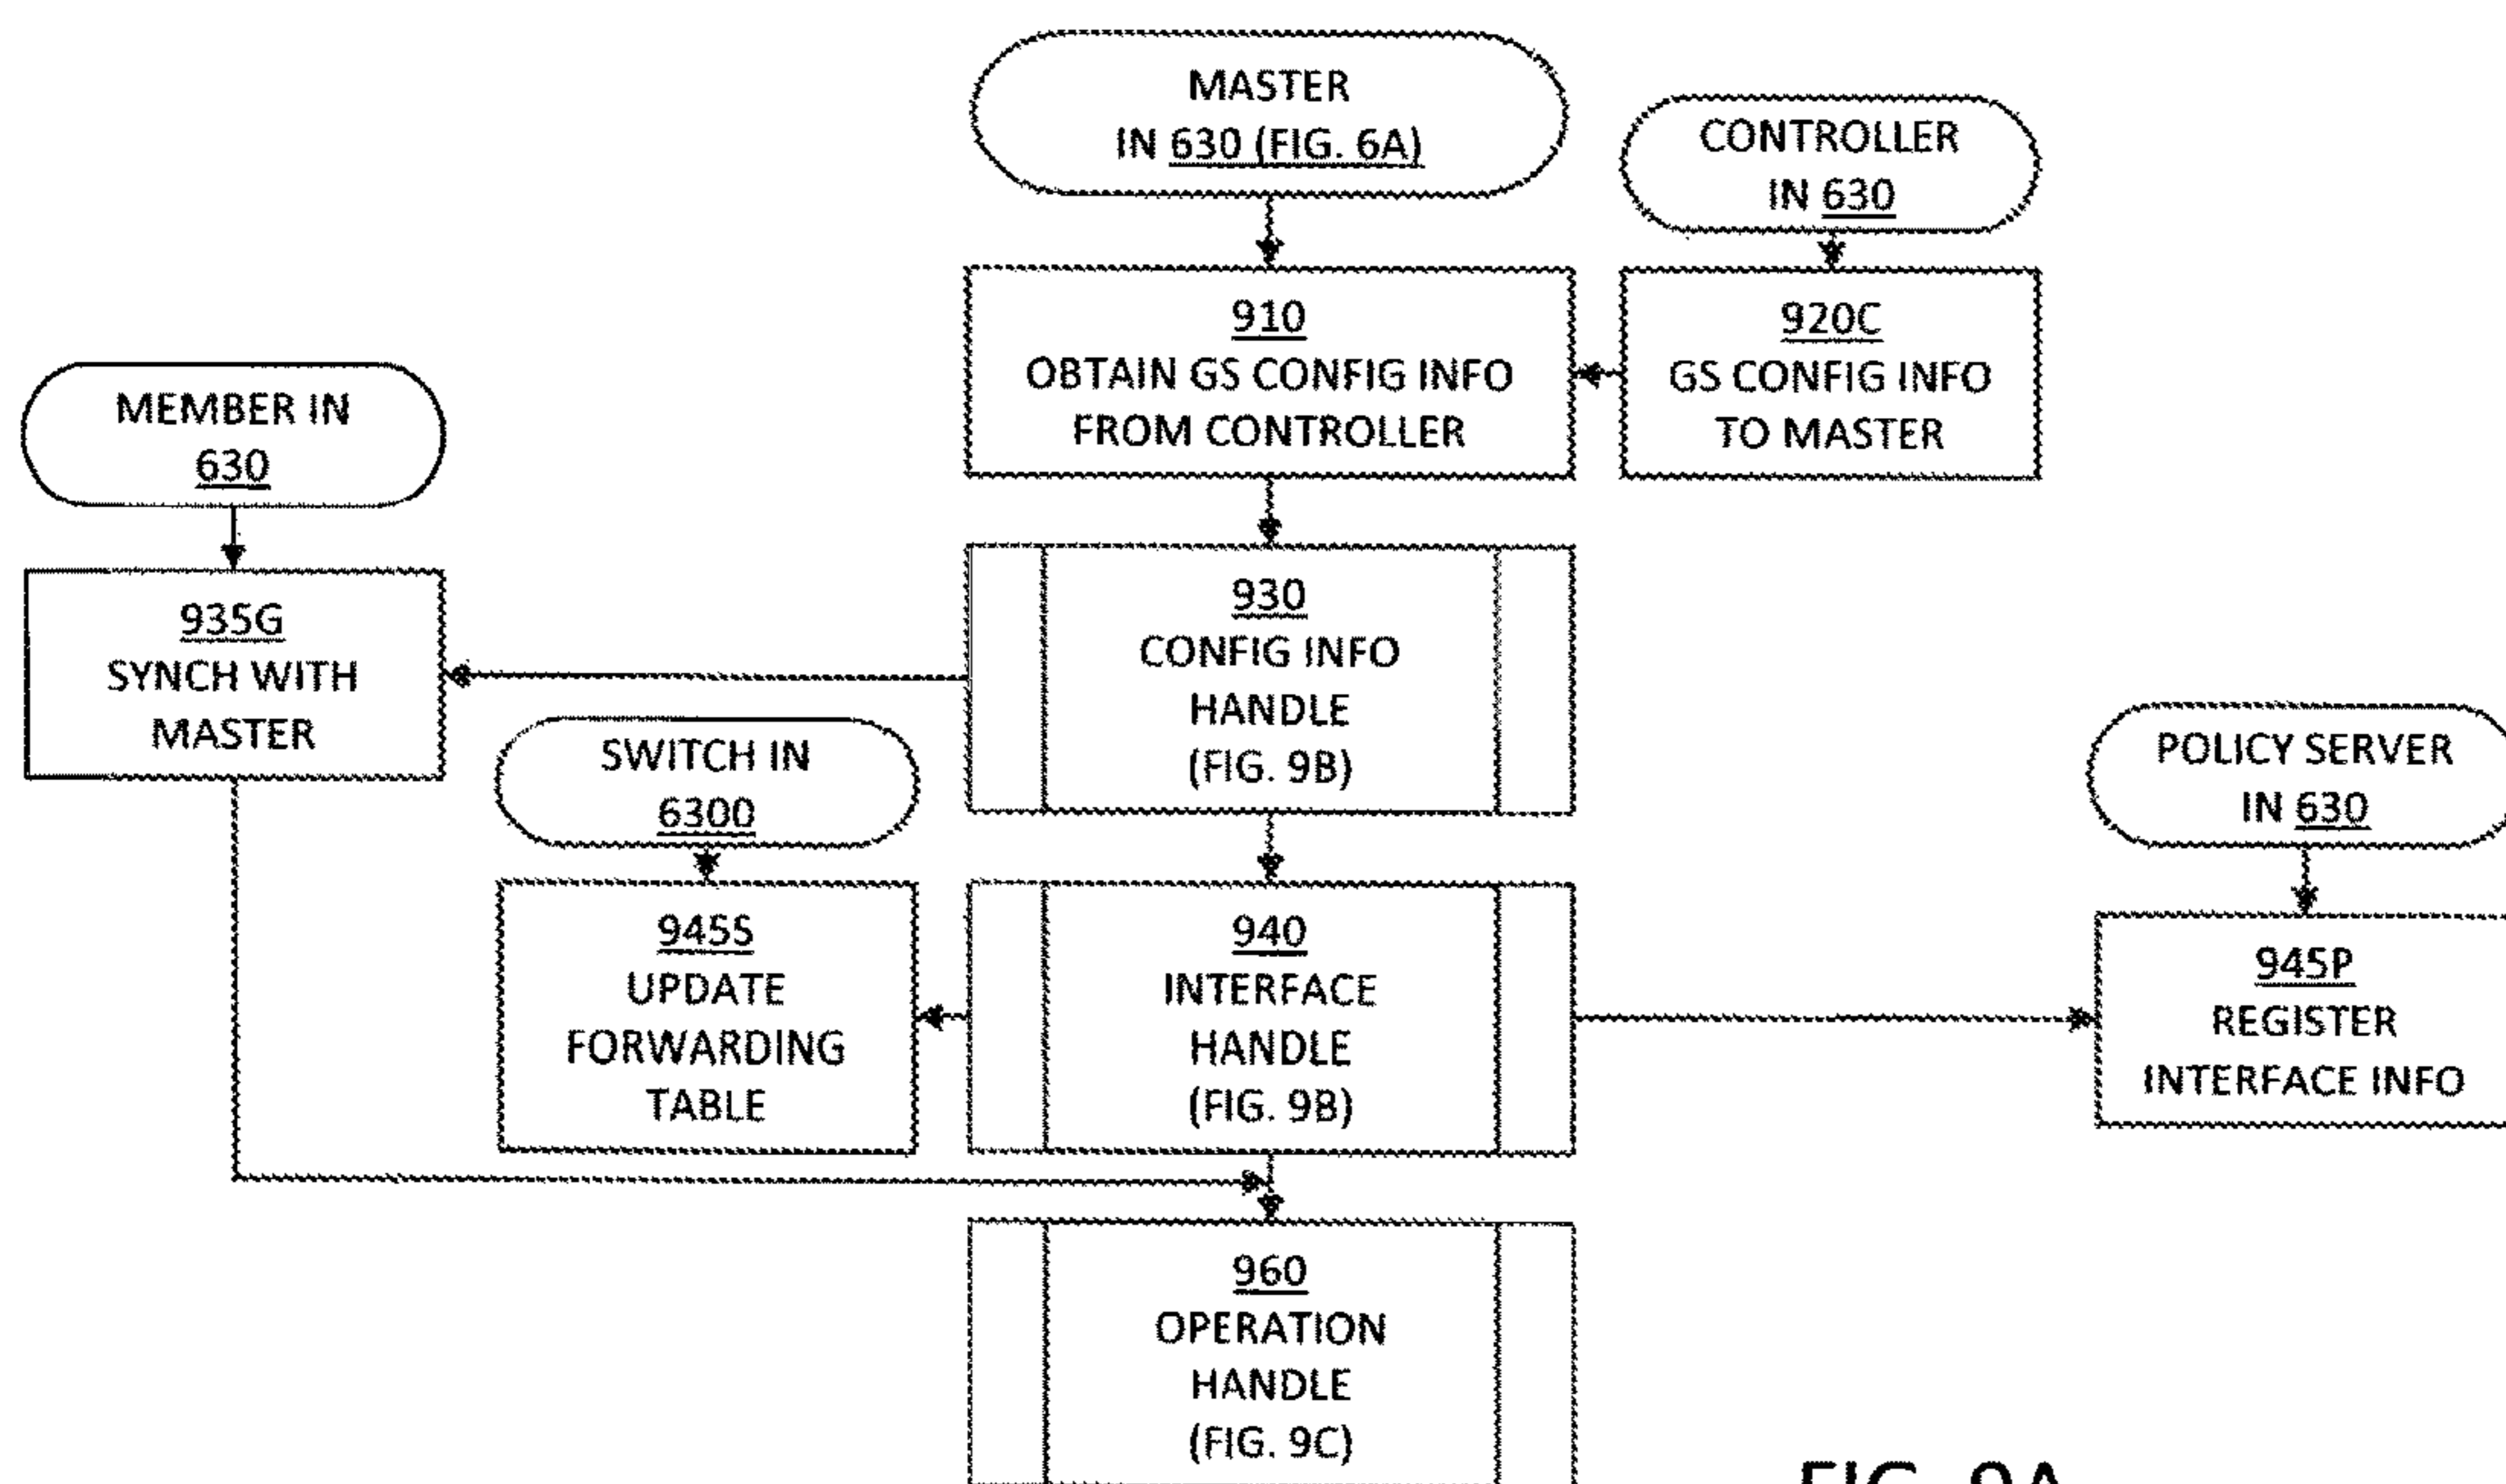 MASTER
IN 630 (FIG. 6A)
CONTROLLER
IN 630
910
OBTAIN GS CONFIG INFO
FROM CONTROLLER
920C
GS CONFIG INFO
TO MASTER
MEMBER IN
630
935G
SYNCH WITH
MASTER
930
CONFIG INFO
HANDLE
(FIG. 9B)
SWITCH IN
6300
POLICY SERVER
IN 630
945S
UPDATE
FORWARDING
TABLE
940
INTERFACE
HANDLE
(FIG. 9B)
945P
REGISTER
INTERFACE INFO
960
OPERATION
HANDLE
(FIG. 9C)
FIG. 9A